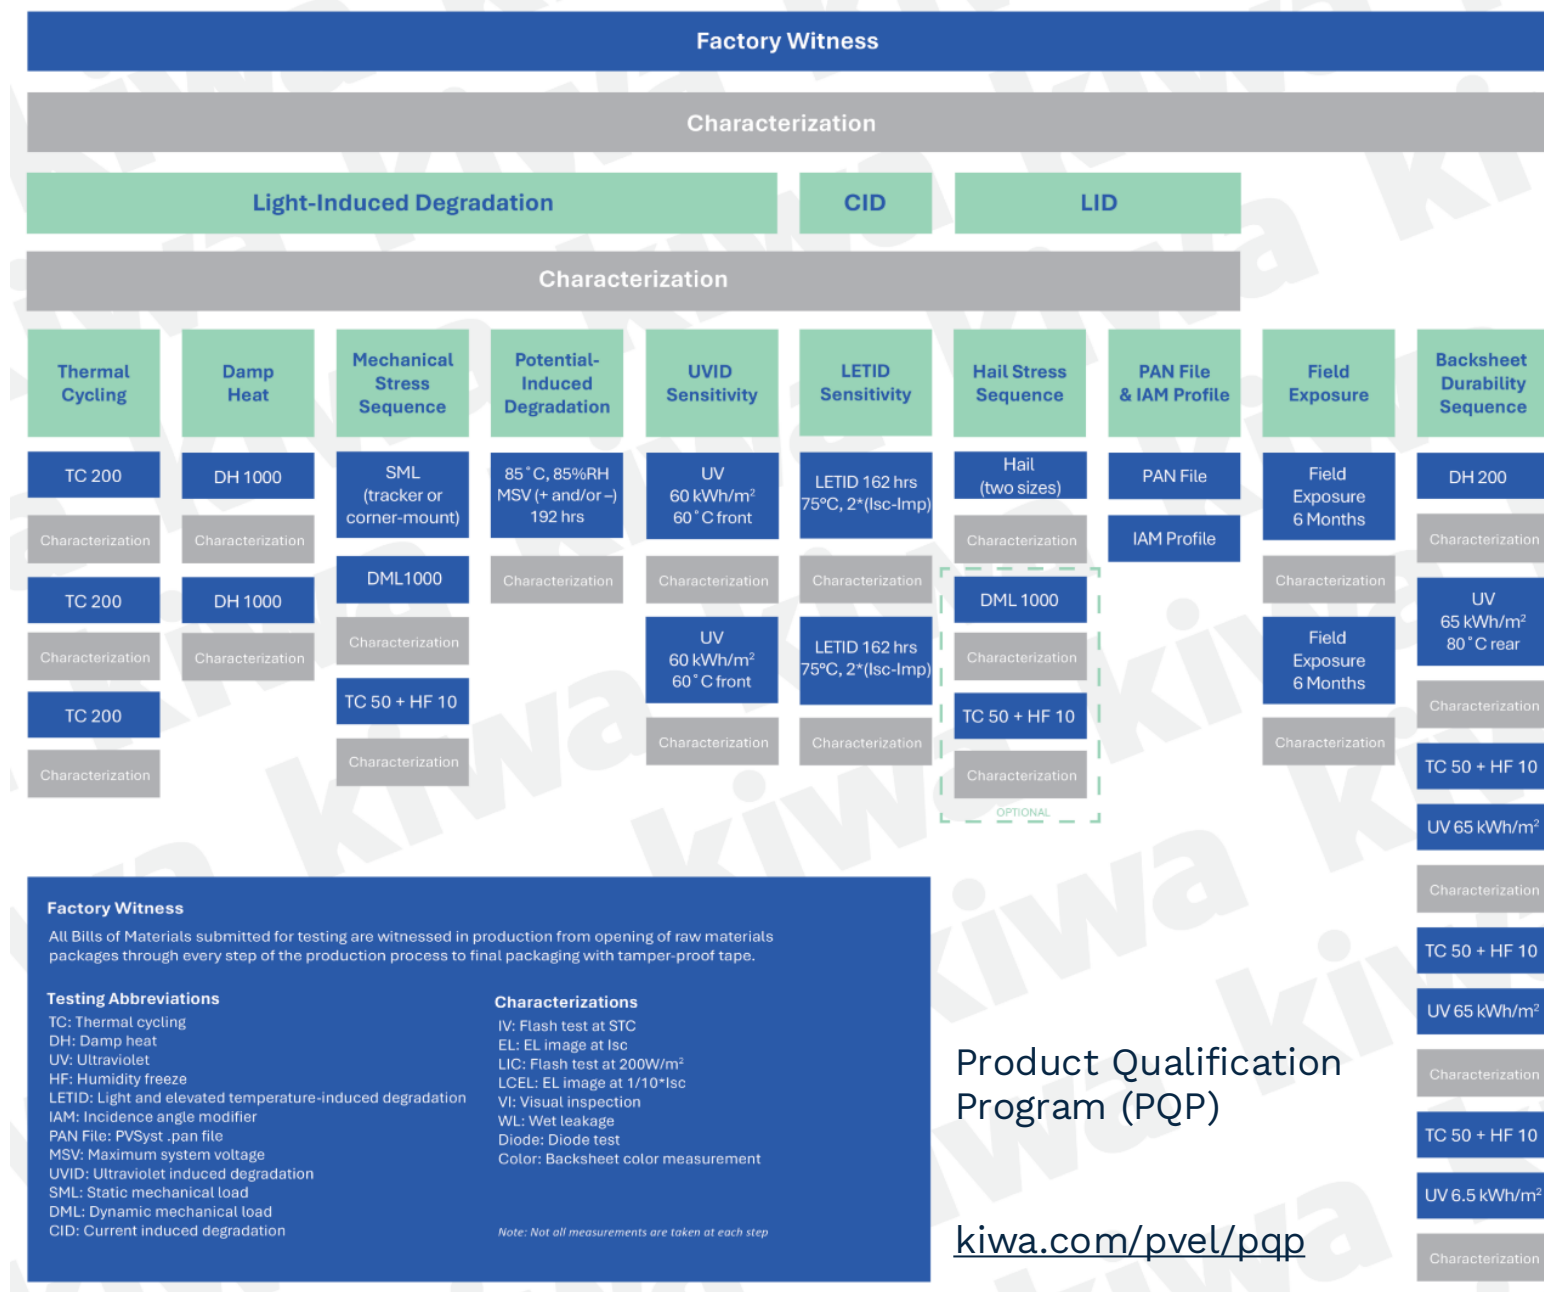 Factory Witness
Characterization
Light-Induced Degradation
CID
LID
Characterization
Thermal
Cycling
TC 200
Characterization
TC 200
Characterization
TC 200
Characterization
Damp
Heat
DH 1000
Characterization
DH 1000
Characterization
Mechanical
Stress
Sequence
SML
(tracker or
corner-mount)
DML1000
Characterization
TC 50 + HF 10
Characterization
Potential-
Induced
Degradation
85˚C, 85%RH
MSV (+ and/or –)
192 hrs
Characterization
UVID
Sensitivity
UV
60 kWh/m²
60˚C front
Characterization
UV
60 kWh/m²
60˚C front
Characterization
LETID
Sensitivity
LETID 162 hrs
75ºC, 2*(Isc-Imp)
Characterization
LETID 162 hrs
75ºC, 2*(Isc-Imp)
Characterization
Hail Stress
Sequence
Hail
(two sizes)
Characterization
DML 1000
Characterization
TC 50 + HF 10
Characterization
OPTIONAL
PAN File
& IAM Profile
PAN File
IAM Profile
Field
Exposure
Field
Exposure
6 Months
Characterization
Field
Exposure
6 Months
Characterization
Backsheet
Durability
Sequence
DH 200
Characterization
UV
65 kWh/m²
80˚C rear
Characterization
TC 50 + HF 10
UV 65 kWh/m²
Characterization
TC 50 + HF 10
UV 65 kWh/m²
Characterization
TC 50 + HF 10
UV 6.5 kWh/m²
Characterization
Factory Witness
All Bills of Materials submitted for testing are witnessed in production from opening of raw materials
packages through every step of the production process to final packaging with tamper-proof tape.
Testing Abbreviations
TC: Thermal cycling
DH: Damp heat
UV: Ultraviolet
HF: Humidity freeze
LETID: Light and elevated temperature-induced degradation
IAM: Incidence angle modifier
PAN File: PVSyst .pan file
MSV: Maximum system voltage
UVID: Ultraviolet induced degradation
SML: Static mechanical load
DML: Dynamic mechanical load
CID: Current induced degradation
Characterizations
IV: Flash test at STC
EL: EL image at Isc
LIC: Flash test at 200W/m²
LCEL: EL image at 1/10*Isc
VI: Visual inspection
WL: Wet leakage
Diode: Diode test
Color: Backsheet color measurement
Note: Not all measurements are taken at each step
Product Qualification
Program (PQP)
kiwa.com/pvel/pqp